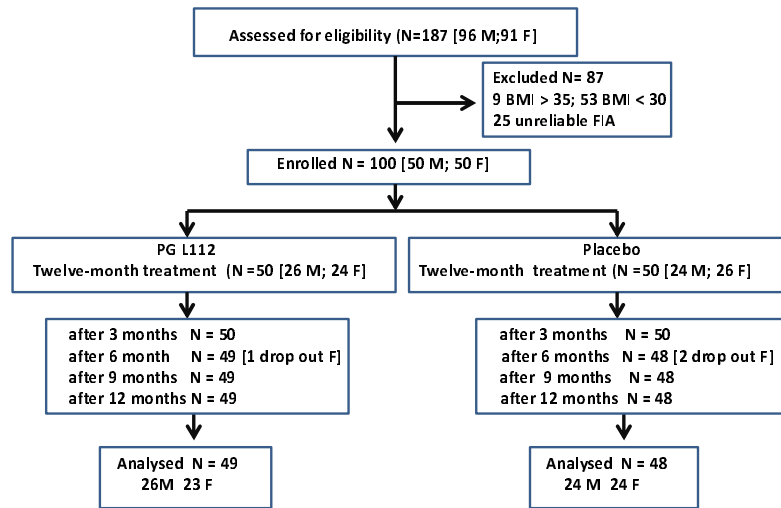 Assessed for eligibility (N=187 [96 M;91 F]
Excluded N= 87
9 BMI > 35; 53 BMI < 30
25 unreliable FIA
Enrolled N = 100 [50 M; 50 F]
PG L112
Twelve-month treatment (N =50 [26 M; 24 F]
Placebo
Twelve-month treatment (N =50 [24 M; 26 F]
after 3 months N = 50
after 6 month N = 49 [1 drop out F]
after 9 months N = 49
after 12 months N = 49
after 3 months N = 50
after 6 months N = 48 [2 drop out F]
after 9 months N = 48
after 12 months N = 48
Analysed N = 49
26M 23 F
Analysed N = 48
24 M 24 F